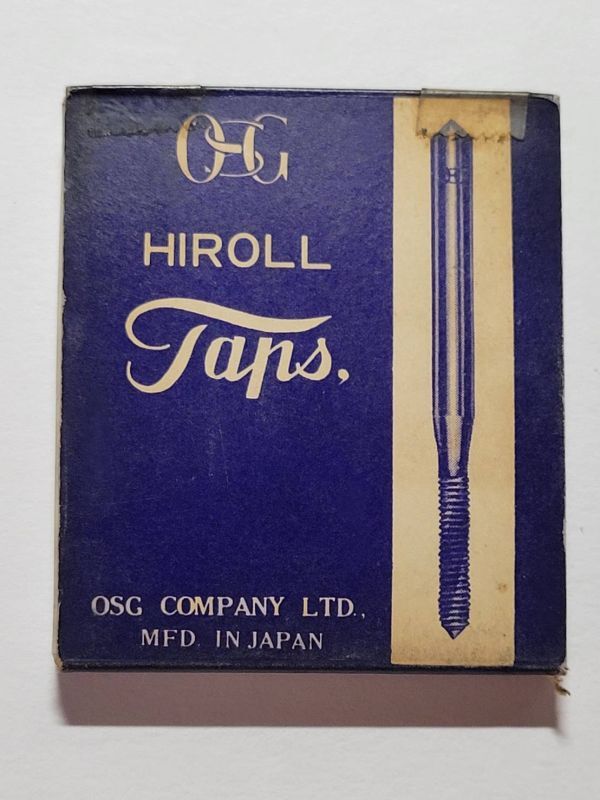 OSG
HIROLL
Taps,
OSG COMPANY LTD.,
MFD. IN JAPAN